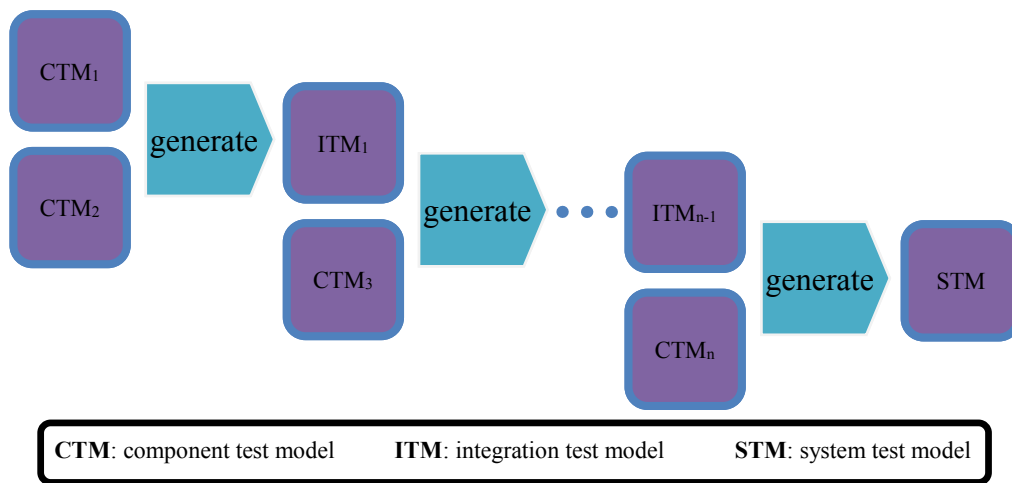 CTM₁
CTM₂
generate
ITM₁
CTM₃
generate
ITMₙ₋₁
CTMₙ
generate
STM
CTM: component test model ITM: integration test model STM: system test model